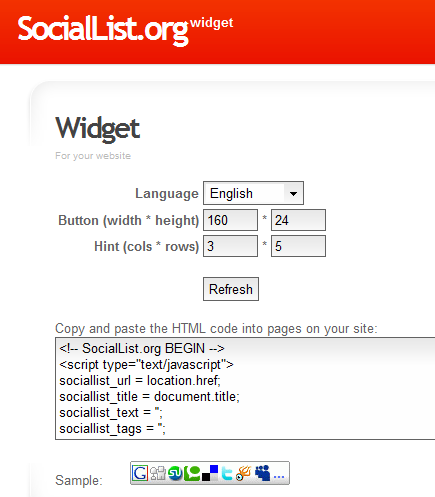 SocialList.org widget
Widget
For your website
Language English
Button (width * height) 160 * 24
Hint (cols * rows) 3 * 5
Refresh
Copy and paste the HTML code into pages on your site:
<!-- SocialList.org BEGIN -->
<script type="text/javascript">
sociallist_url = location.href;
sociallist_title = document.title;
sociallist_text = '';
sociallist_tags = '';
Sample: G ...